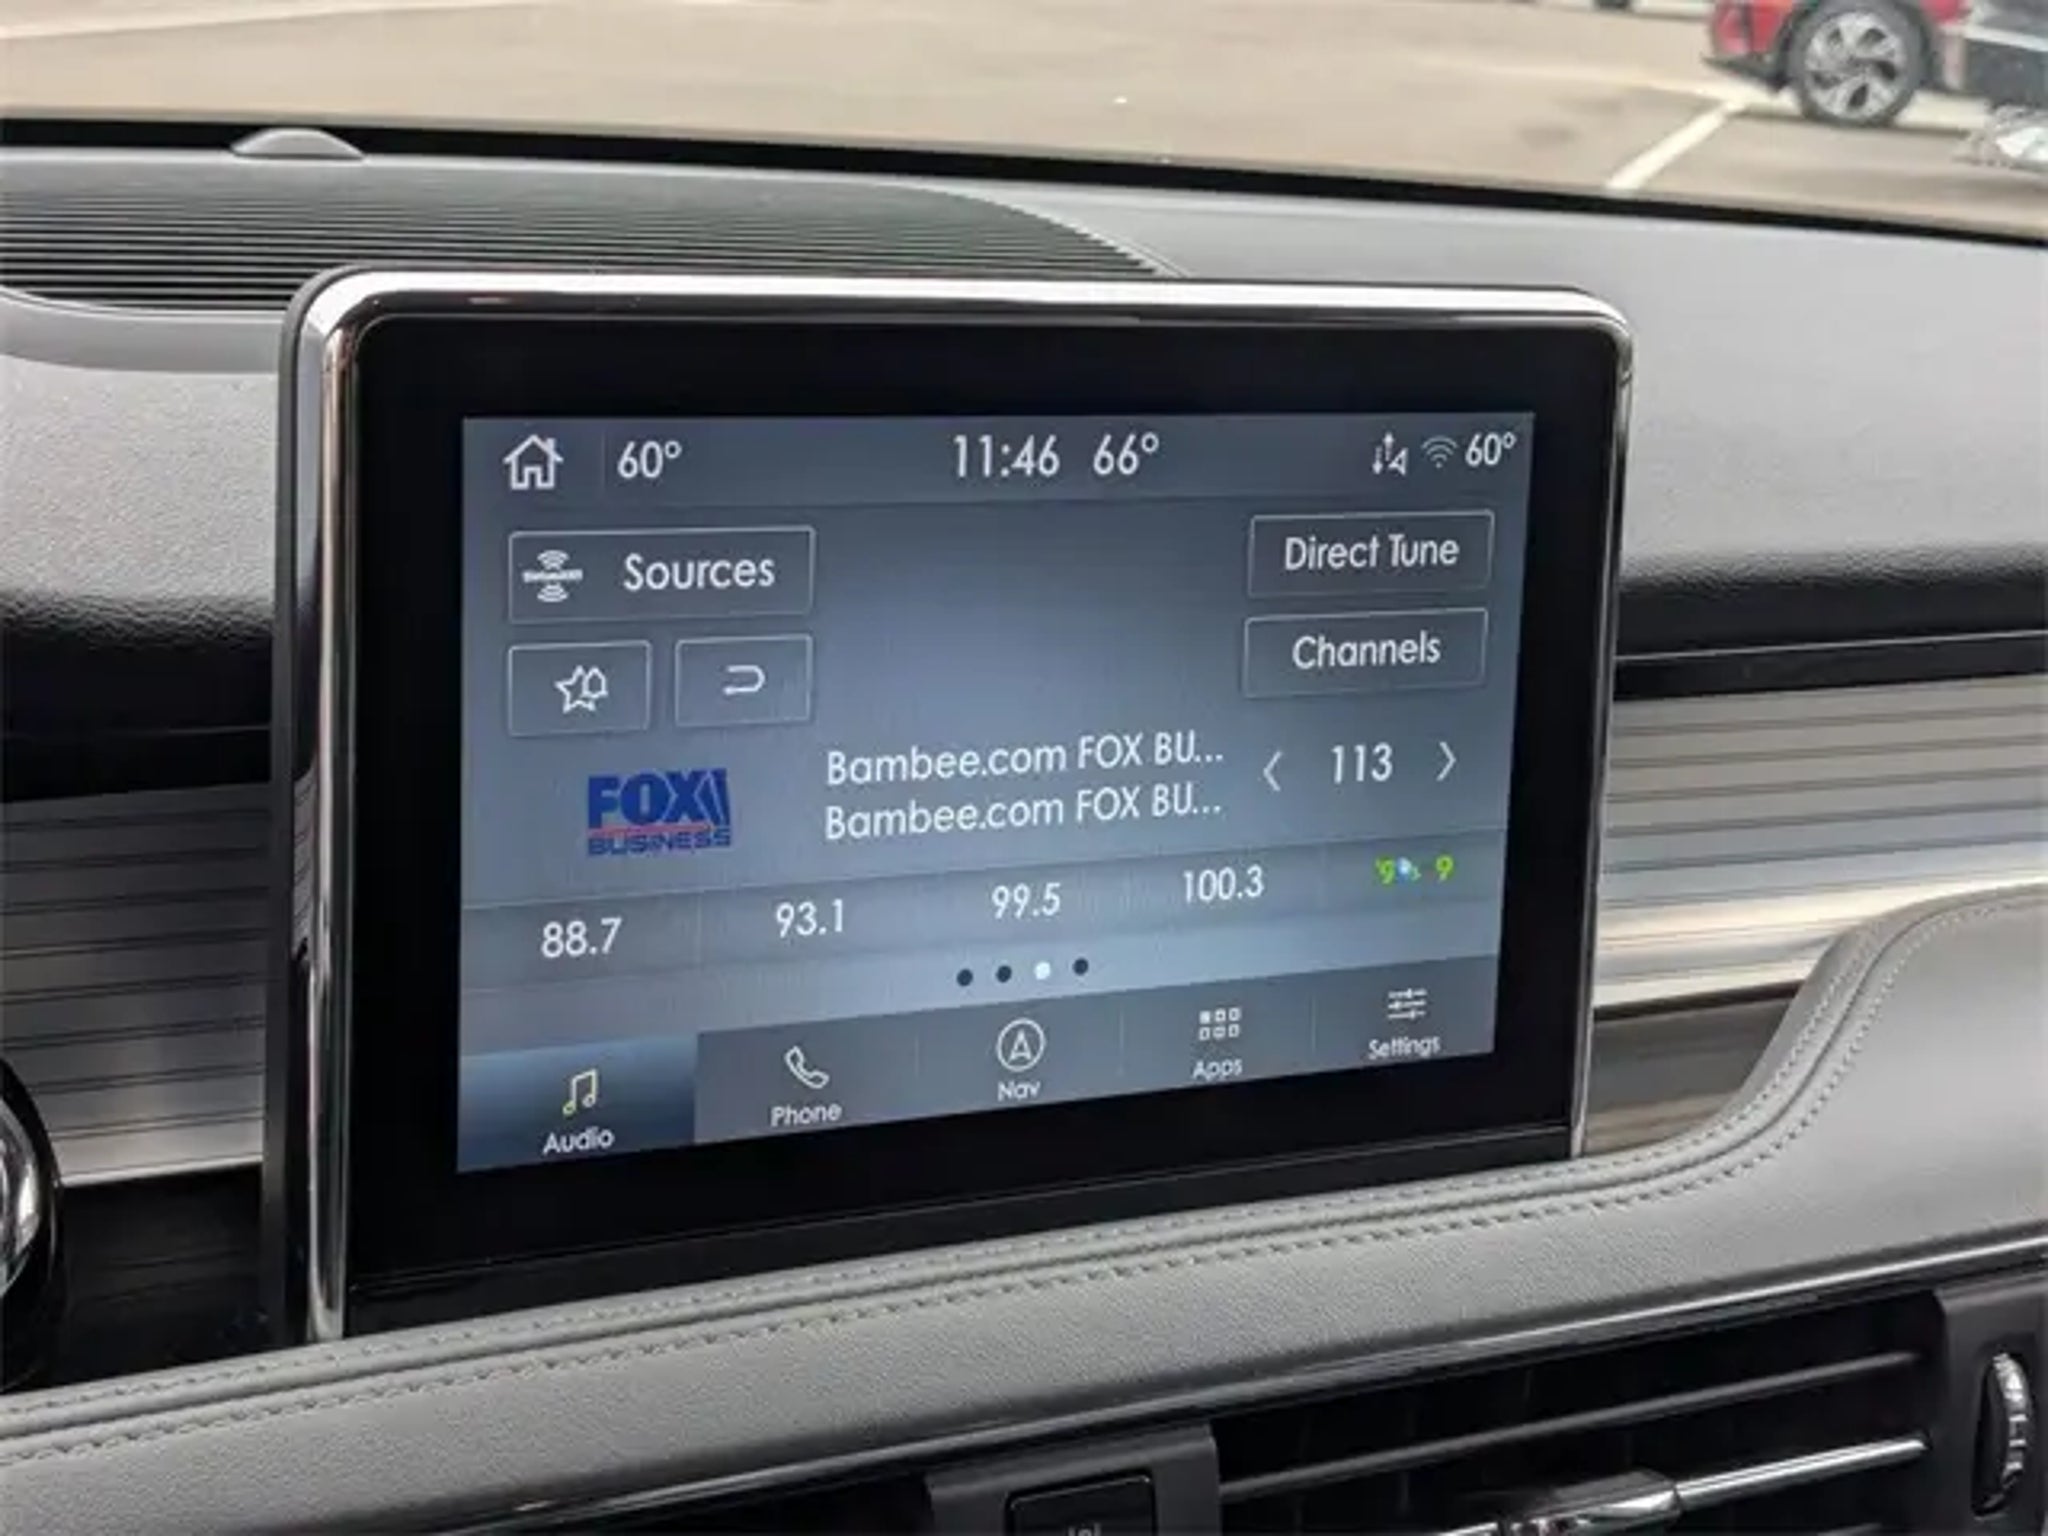 60° 11:46 66° 60°
Sources
Direct Tune
Channels
FOX
BUSINESS
Bambee.com FOX BU...
Bambee.com FOX BU...
113
88.7 93.1 99.5 100.3
Audio Phone Nav Apps Settings